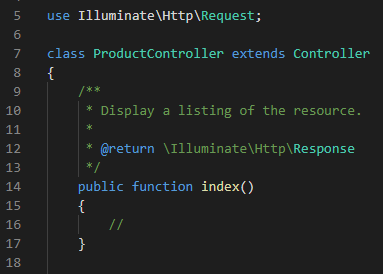 5 use Illuminate\Http\Request;
6
7 class ProductController extends Controller
8 {
9 /**
10 * Display a listing of the resource.
11 *
12 * @return \Illuminate\Http\Response
13 */
14 public function index()
15 {
16 //
17 }
18